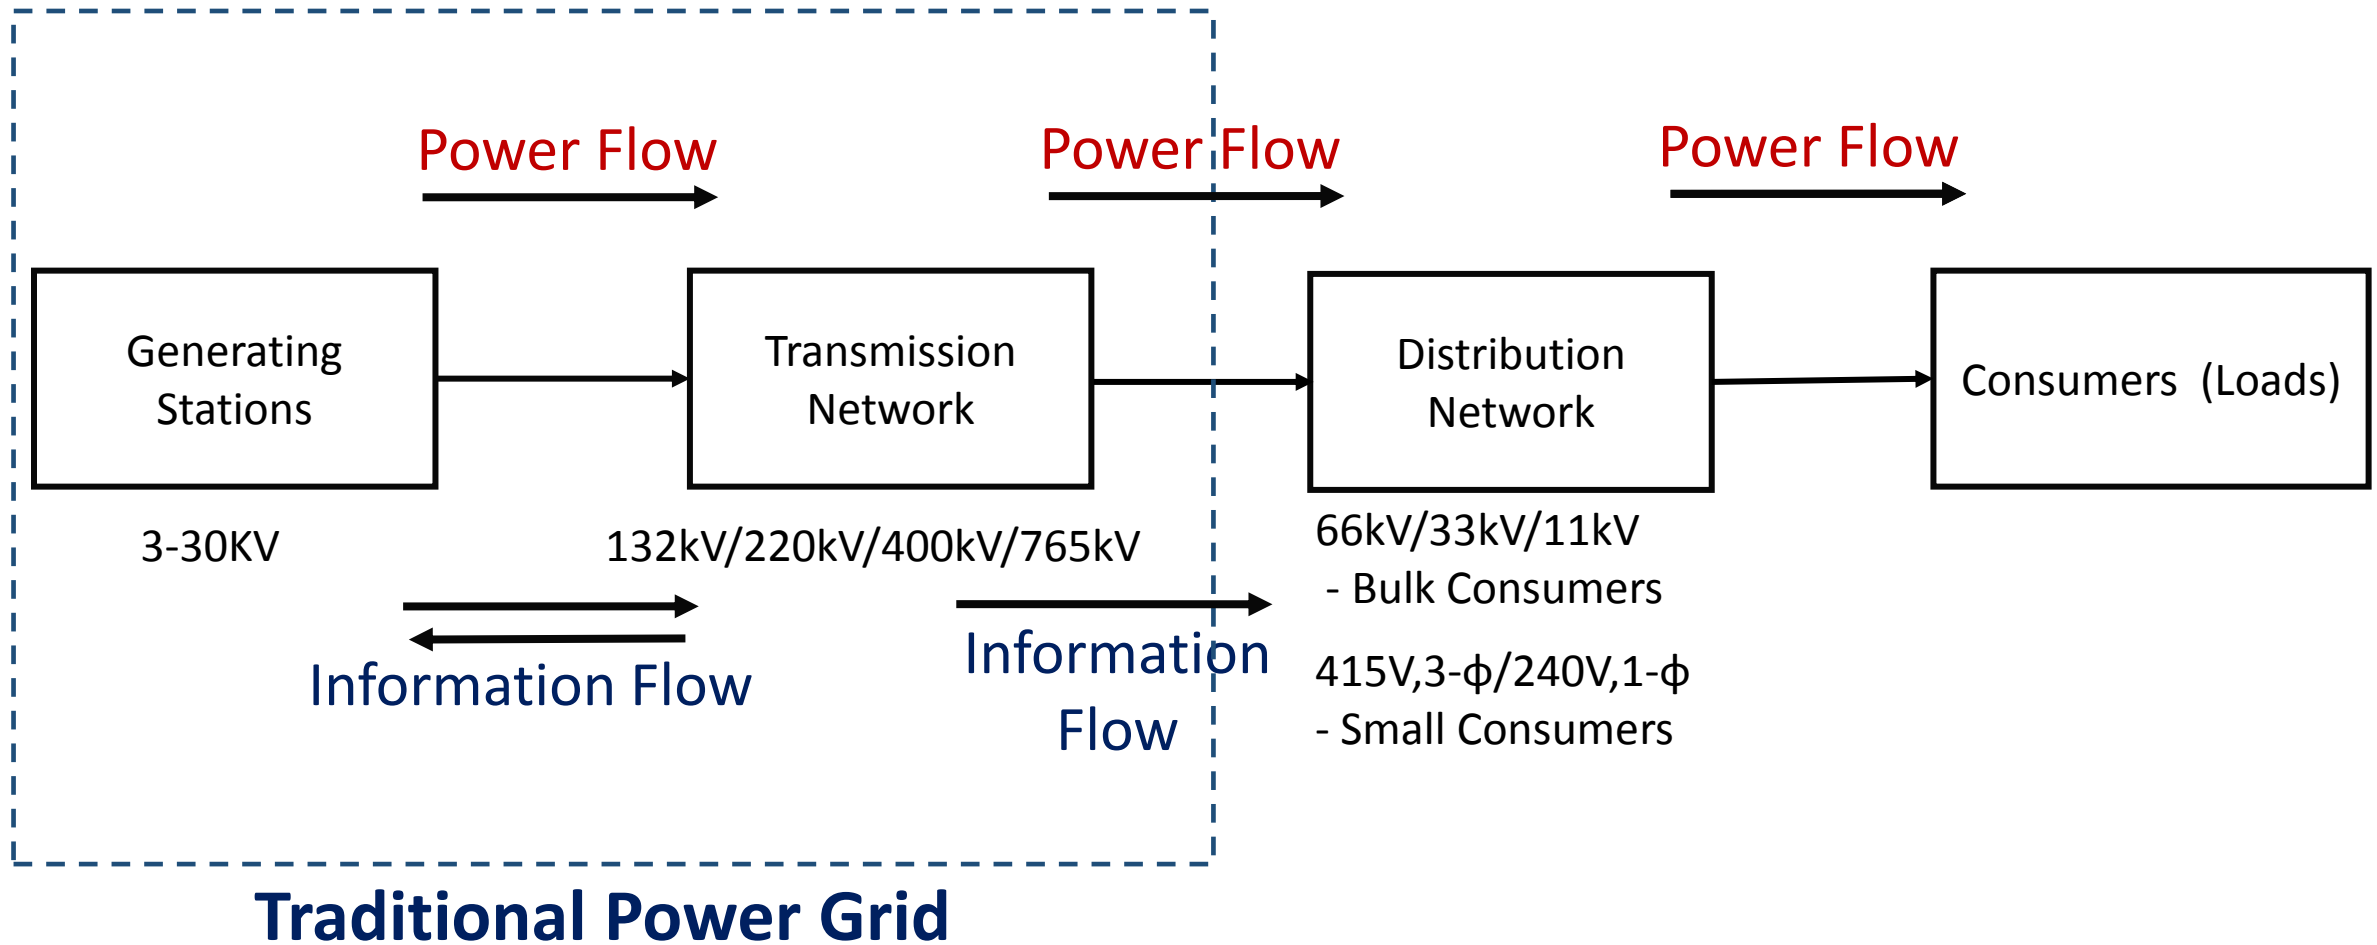 Power Flow
Power Flow
Power Flow
Generating
Stations
Transmission
Network
Distribution
Network
Consumers  (Loads)
3-30KV
132kV/220kV/400kV/765kV
66kV/33kV/11kV
- Bulk Consumers
415V,3-ф/240V,1-ф
- Small Consumers
Information Flow
Information
Flow
Traditional Power Grid